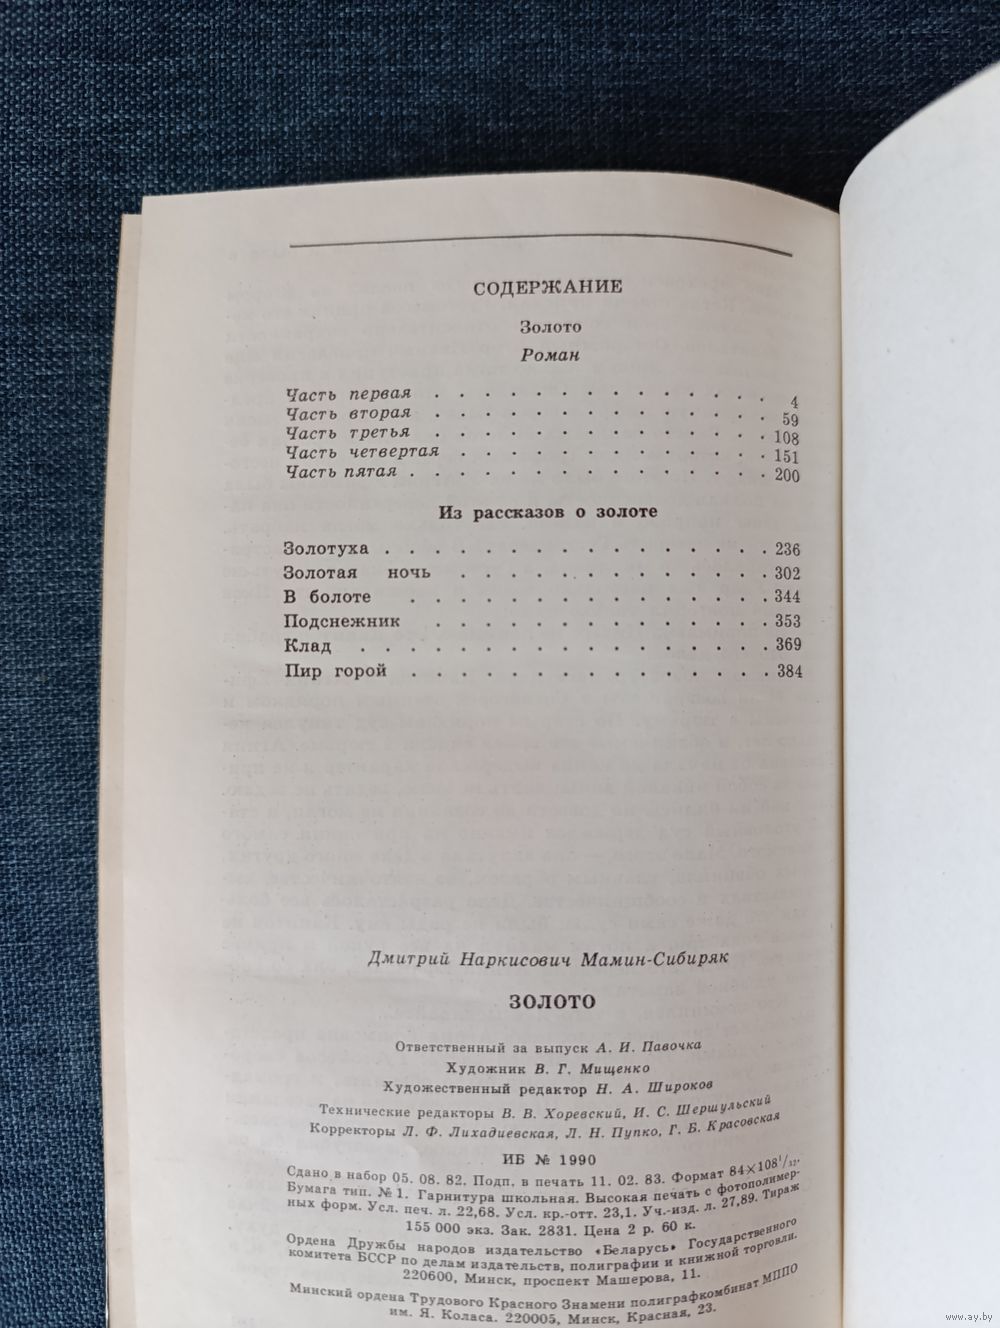 СОДЕРЖАНИЕ
Золото
Роман
Часть первая . . . . . . . . . . . . . . 4
Часть вторая . . . . . . . . . . . . . . 59
Часть третья . . . . . . . . . . . . . . 108
Часть четвертая . . . . . . . . . . . . . 151
Часть пятая . . . . . . . . . . . . . . . 200
Из рассказов о золоте
Золотуха . . . . . . . . . . . . . . . . 236
Золотая ночь . . . . . . . . . . . . . 302
В болоте . . . . . . . . . . . . . . . 344
Подснежник . . . . . . . . . . . . . . 353
Клад . . . . . . . . . . . . . . . . . 369
Пир горой . . . . . . . . . . . . . . . 384
Дмитрий Наркисович Мамин-Сибиряк
ЗОЛОТО
Ответственный за выпуск А. И. Павочка
Художник В. Г. Мищенко
Художественный редактор Н. А. Широков
Технические редакторы В. В. Хоревский, И. С. Шершульский
Корректоры Л. Ф. Лихадиевская, Л. Н. Пупко, Г. Б. Красовская
ИБ № 1990
Сдано в набор 05. 08. 82. Подп. в печать 11. 02. 83. Формат 84×108¹/₃₂.
Бумага тип. № 1. Гарнитура школьная. Высокая печать с фотополимер-
ных форм. Усл. печ. л. 22,68. Усл. кр.-отт. 23,1. Уч.-изд. л. 27,89. Тираж
155 000 экз. Зак. 2831. Цена 2 р. 60 к.
Ордена Дружбы народов издательство «Беларусь» Государственного
комитета БССР по делам издательств, полиграфии и книжной торговли.
220600, Минск, проспект Машерова, 11.
Минский ордена Трудового Красного Знамени полиграфкомбинат МППО
им. Я. Коласа. 220005, Минск, Красная, 23.
www.ay.by